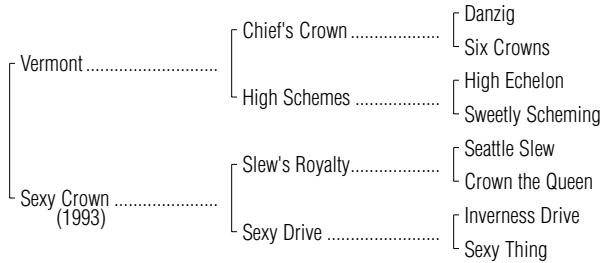 Vermont
Sexy Crown
(1993)
Chief's Crown
High Schemes
Slew's Royalty
Sexy Drive
Danzig
Six Crowns
High Echelon
Sweetly Scheming
Seattle Slew
Crown the Queen
Inverness Drive
Sexy Thing